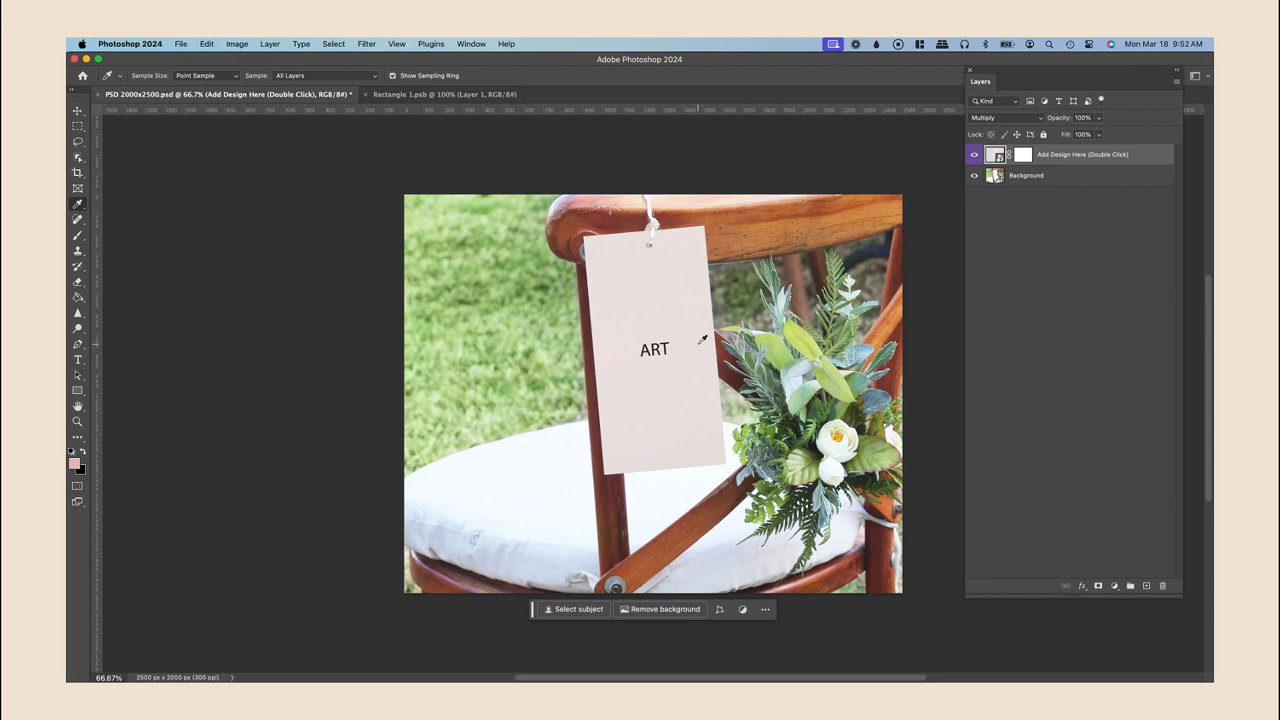 Photoshop 2024 File Edit Image Layer Type Select Filter View Plugins Window Help Mon Mar 18 9:52 AM
Adobe Photoshop 2024
Sample Size: Point Sample Sample: All Layers Show Sampling Ring
PSD 2000x2500.psd @ 66.7% (Add Design Here (Double Click), RGB/8#) * Rectangle 1.psb @ 100% (Layer 1, RGB/8#)
Layers
Kind
Multiply Opacity: 100%
Lock: Fill: 100%
Add Design Here (Double Click)
Background
ART
Select subject Remove background
66.67% 2500 px x 2000 px (300 ppi)